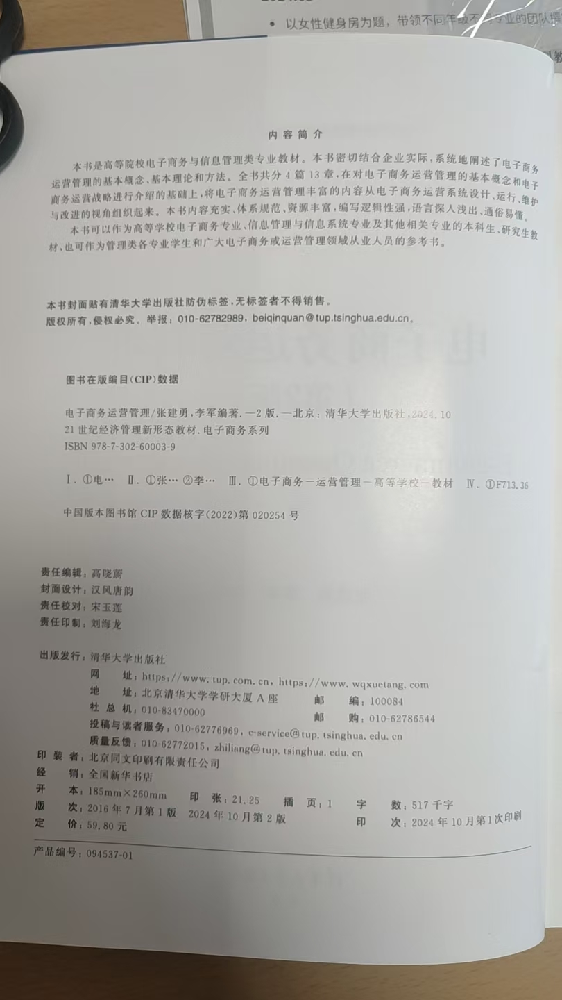 以女性健身房为题，带领不同年级不同专业的团队
内容简介
本书是高等院校电子商务与信息管理类专业教材。本书密切结合企业实际，系统地阐述了电子商务
运营管理的基本概念、基本理论和方法。全书共分 4 篇 13 章，在对电子商务运营管理的基本概念和电子
商务运营战略进行介绍的基础上，将电子商务运营管理丰富的内容从电子商务运营系统设计、运行、维护
与改进的视角组织起来。本书内容充实、体系规范、资源丰富，编写逻辑性强，语言深入浅出、通俗易懂。
本书可以作为高等学校电子商务专业、信息管理与信息系统专业及其他相关专业的本科生、研究生教
材，也可作为管理类各专业学生和广大电子商务或运营管理领域从业人员的参考书。
本书封面贴有清华大学出版社防伪标签，无标签者不得销售。
版权所有，侵权必究。举报：010-62782989，beiqinquan@tup.tsinghua.edu.cn。
图书在版编目(CIP)数据
电子商务运营管理/张建勇，李军编著. —2 版. —北京：清华大学出版社，2024.10
21 世纪经济管理新形态教材. 电子商务系列
ISBN 978-7-302-60003-9
Ⅰ. ①电… Ⅱ. ①张… ②李… Ⅲ. ①电子商务－运营管理－高等学校－教材 Ⅳ. ①F713.36
中国版本图书馆 CIP 数据核字(2022)第 020254 号
责任编辑：高晓蔚
封面设计：汉风唐韵
责任校对：宋玉莲
责任印制：刘海龙
出版发行：清华大学出版社
网 址：https://www.tup.com.cn，https://www.wqxuetang.com
地 址：北京清华大学学研大厦 A 座 邮 编：100084
社 总 机：010-83470000 邮 购：010-62786544
投稿与读者服务：010-62776969，c-service@tup.tsinghua.edu.cn
质量反馈：010-62772015，zhiliang@tup.tsinghua.edu.cn
印 装 者：北京同文印刷有限责任公司
经 销：全国新华书店
开 本：185mm×260mm 印 张：21.25 插 页：1 字 数：517 千字
版 次：2016 年 7 月第 1 版 2024 年 10 月第 2 版 印 次：2024 年 10 月第 1 次印刷
定 价：59.80 元
产品编号：094537-01